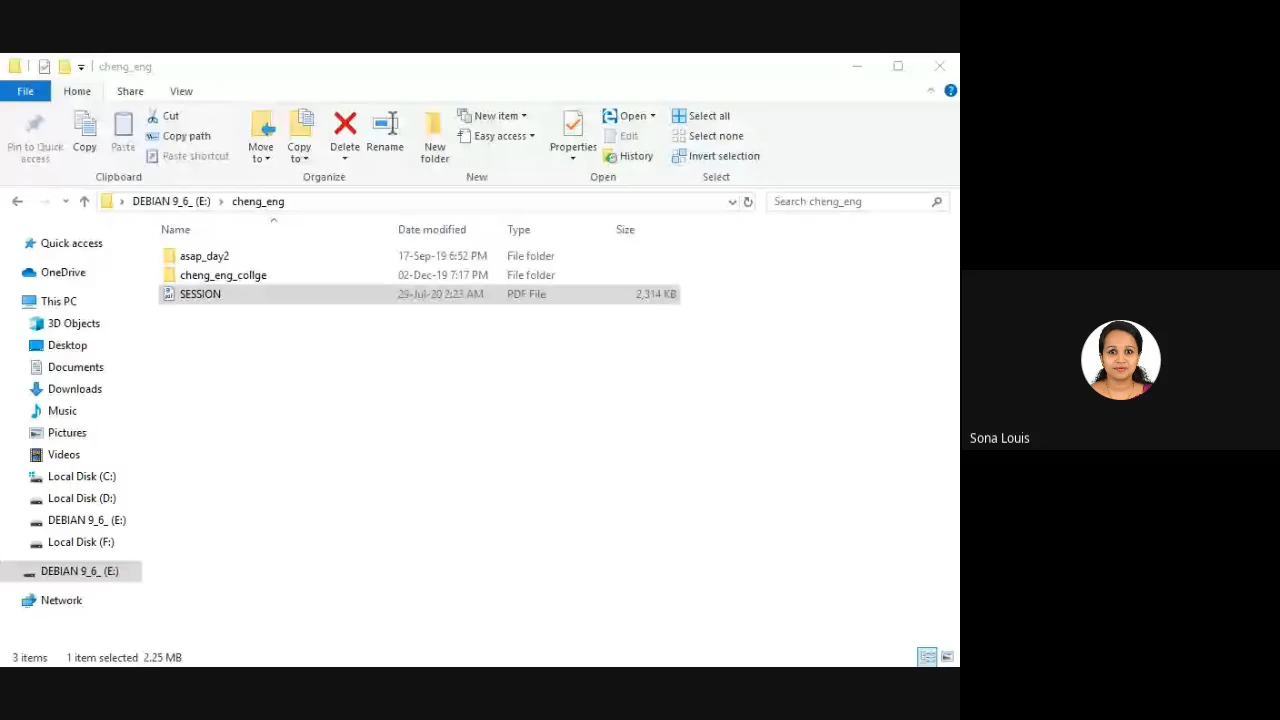 cheng_eng
File Home Share View
Pin to Quick access
Copy
Paste
Cut
Copy path
Paste shortcut
Clipboard
Move to
Copy to
Delete
Rename
Organize
New folder
New item
Easy access
New
Properties
Open
Edit
History
Open
Select all
Select none
Invert selection
Select
DEBIAN 9_6_ (E:) cheng_eng
Search cheng_eng
Name Date modified Type Size
asap_day2 17-Sep-19 6:52 PM File folder
cheng_eng_collge 02-Dec-19 7:17 PM File folder
SESSION 29-Jul-20 2:23 AM PDF File 2,314 KB
Quick access
OneDrive
This PC
3D Objects
Desktop
Documents
Downloads
Music
Pictures
Videos
Local Disk (C:)
Local Disk (D:)
DEBIAN 9_6_ (E:)
Local Disk (F:)
DEBIAN 9_6_ (E:)
Network
3 items 1 item selected 2.25 MB
Sona Louis